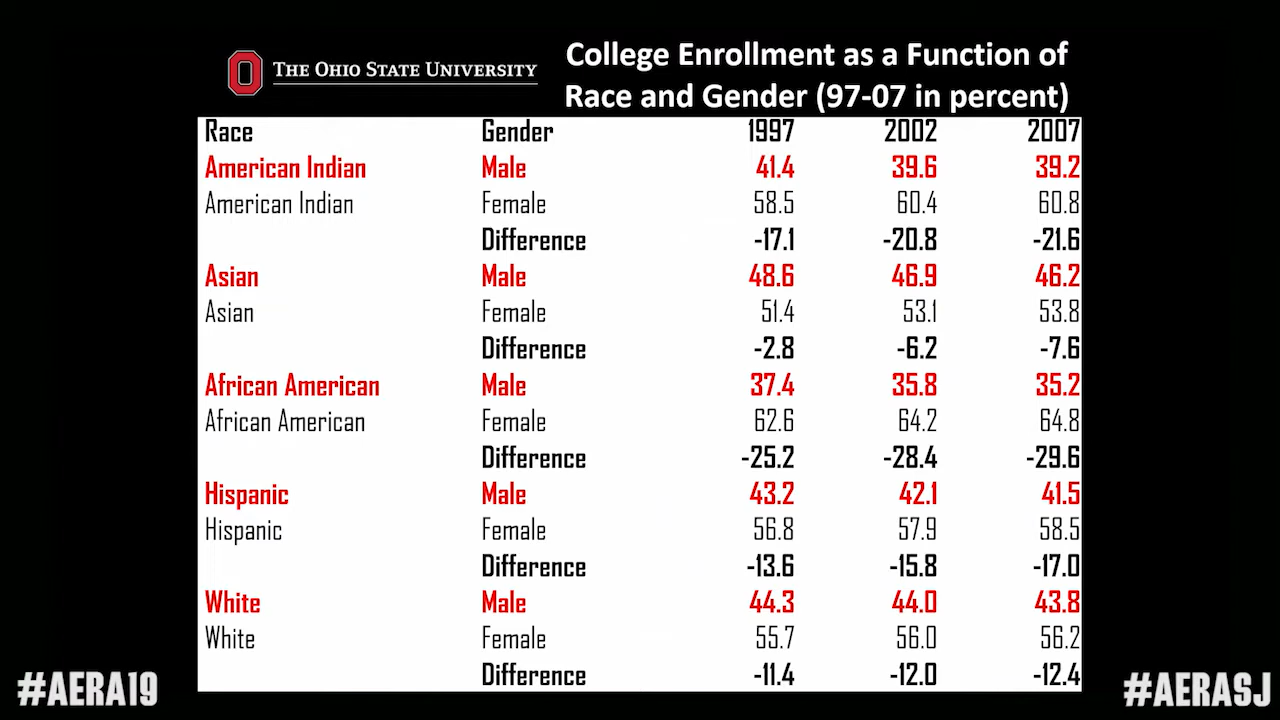 THE OHIO STATE UNIVERSITY
College Enrollment as a Function of
Race and Gender (97-07 in percent)
Race Gender 1997 2002 2007
American Indian Male 41.4 39.6 39.2
American Indian Female 58.5 60.4 60.8
Difference -17.1 -20.8 -21.6
Asian Male 48.6 46.9 46.2
Asian Female 51.4 53.1 53.8
Difference -2.8 -6.2 -7.6
African American Male 37.4 35.8 35.2
African American Female 62.6 64.2 64.8
Difference -25.2 -28.4 -29.6
Hispanic Male 43.2 42.1 41.5
Hispanic Female 56.8 57.9 58.5
Difference -13.6 -15.8 -17.0
White Male 44.3 44.0 43.8
White Female 55.7 56.0 56.2
Difference -11.4 -12.0 -12.4
#AERA19 #AERASJ